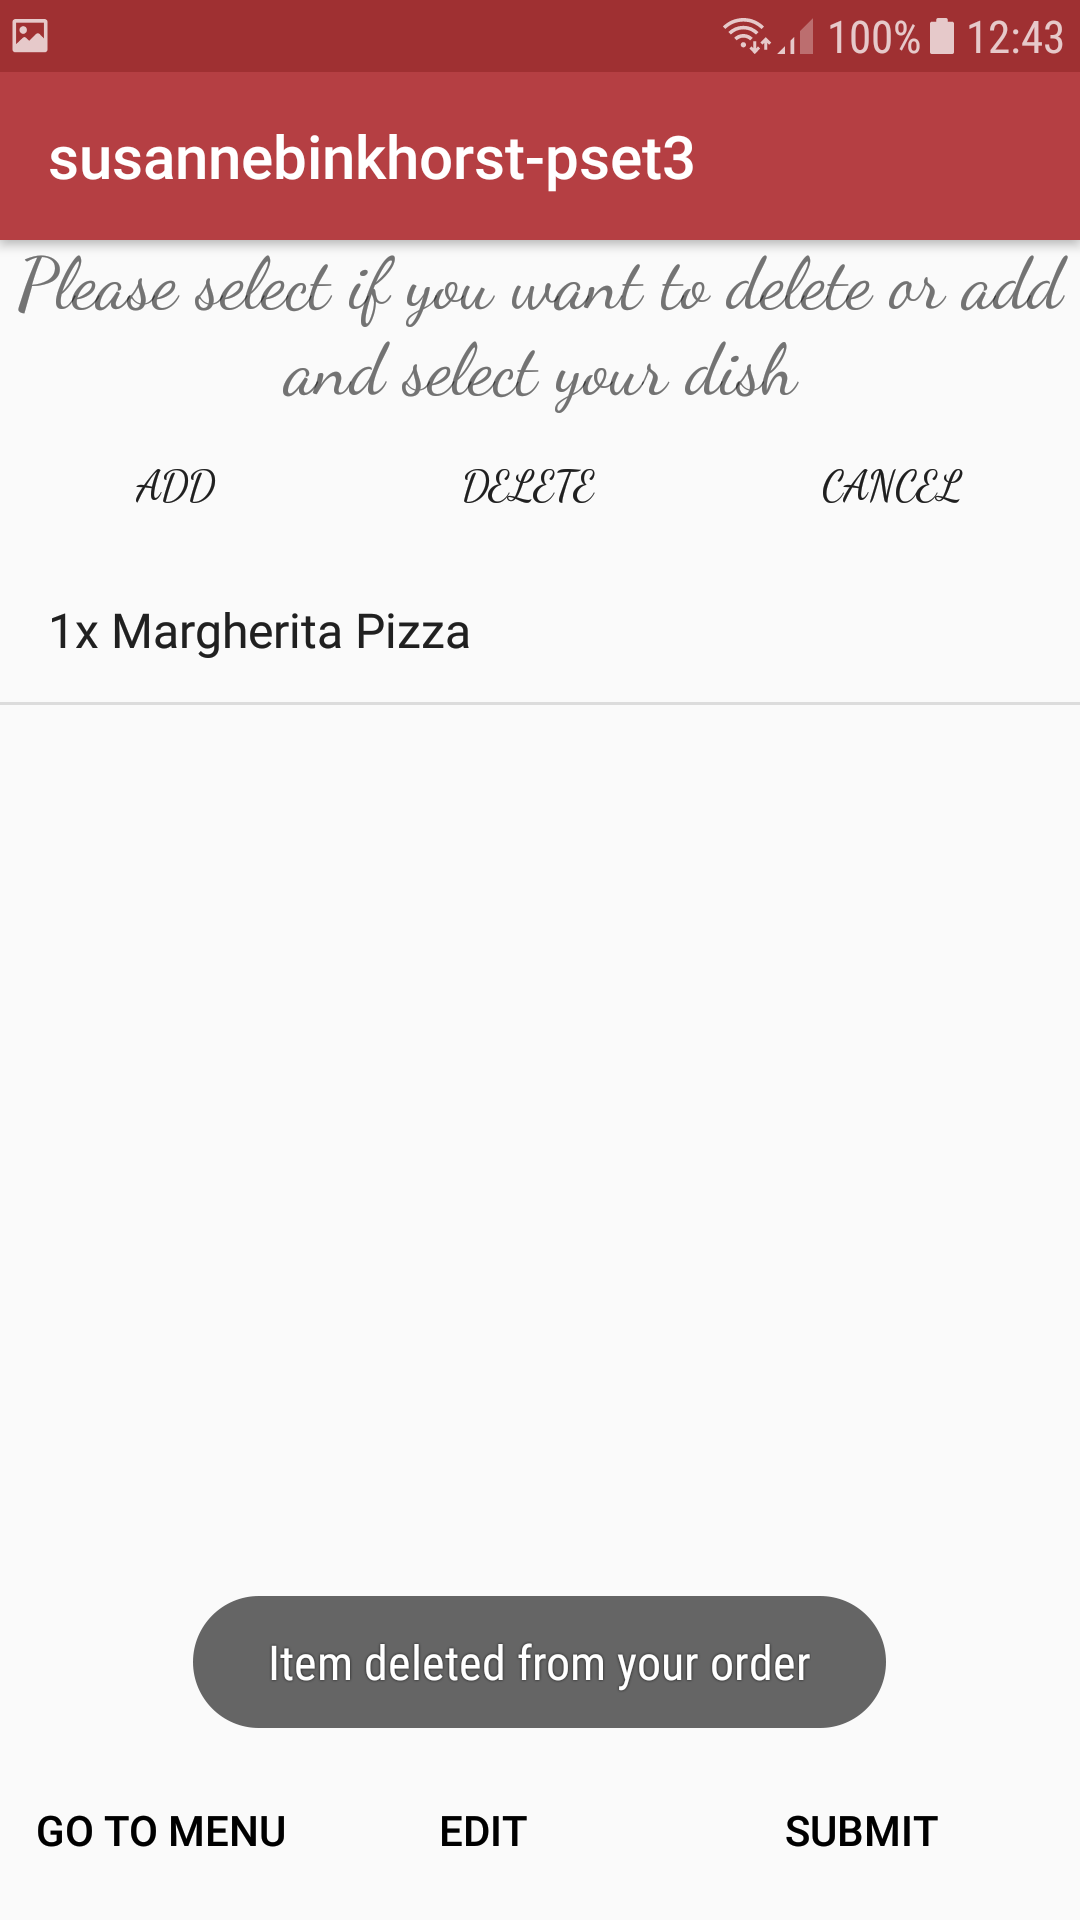 100% 12:43
susannebinkhorst-pset3
Please select if you want to delete or add
and select your dish
ADD DELETE CANCEL
1x Margherita Pizza
Item deleted from your order
GO TO MENU EDIT SUBMIT